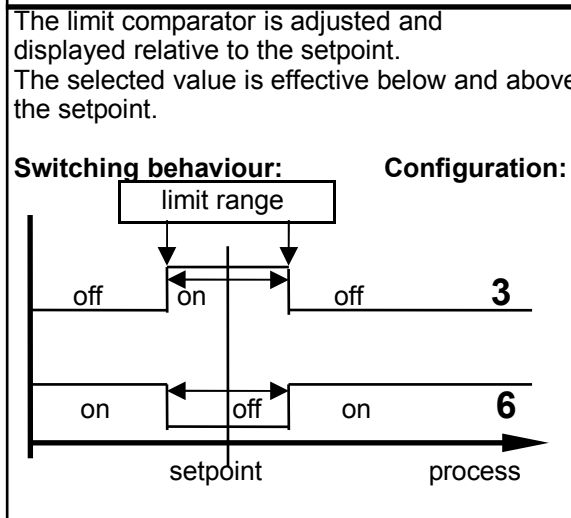 The limit comparator is adjusted and
displayed relative to the setpoint.
The selected value is effective below and above
the setpoint.
Switching behaviour: Configuration:
limit range
off on off 3
on off on 6
setpoint process